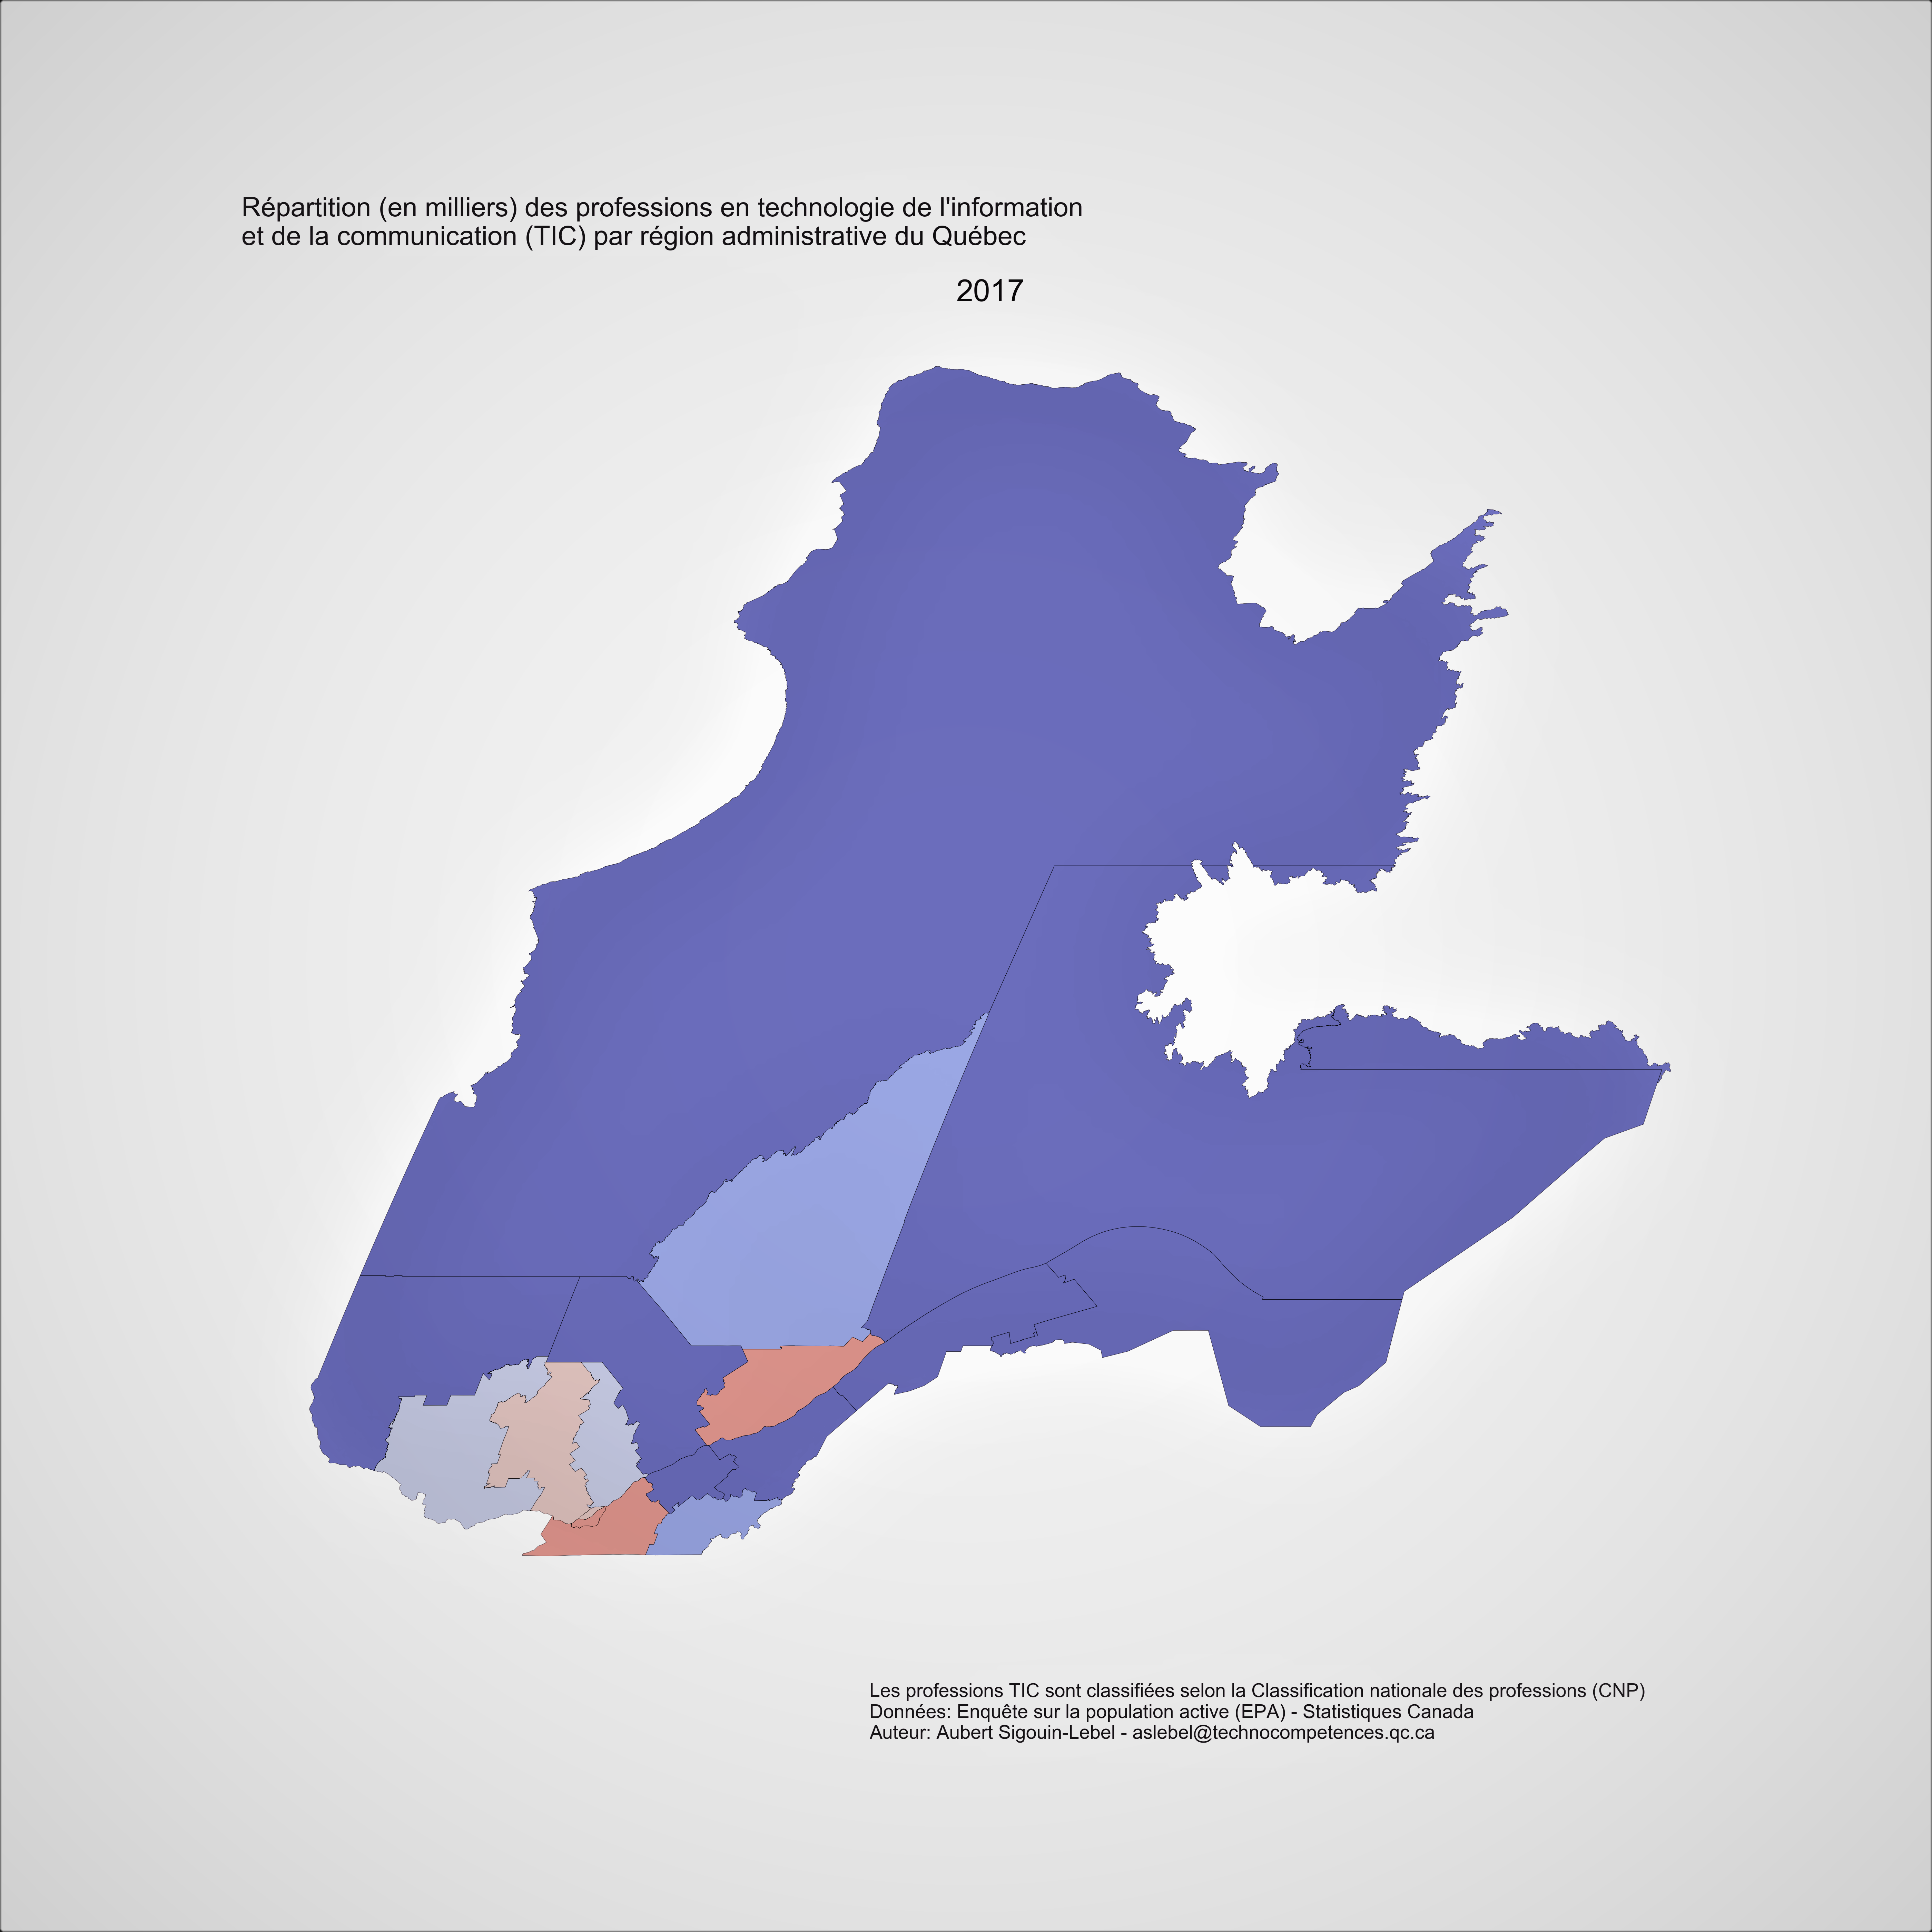 Répartition (en milliers) des professions en technologie de l'information
et de la communication (TIC) par région administrative du Québec
2017
Les professions TIC sont classifiées selon la Classification nationale des professions (CNP)
Données: Enquête sur la population active (EPA) - Statistiques Canada
Auteur: Aubert Sigouin-Lebel - aslebel@technocompetences.qc.ca